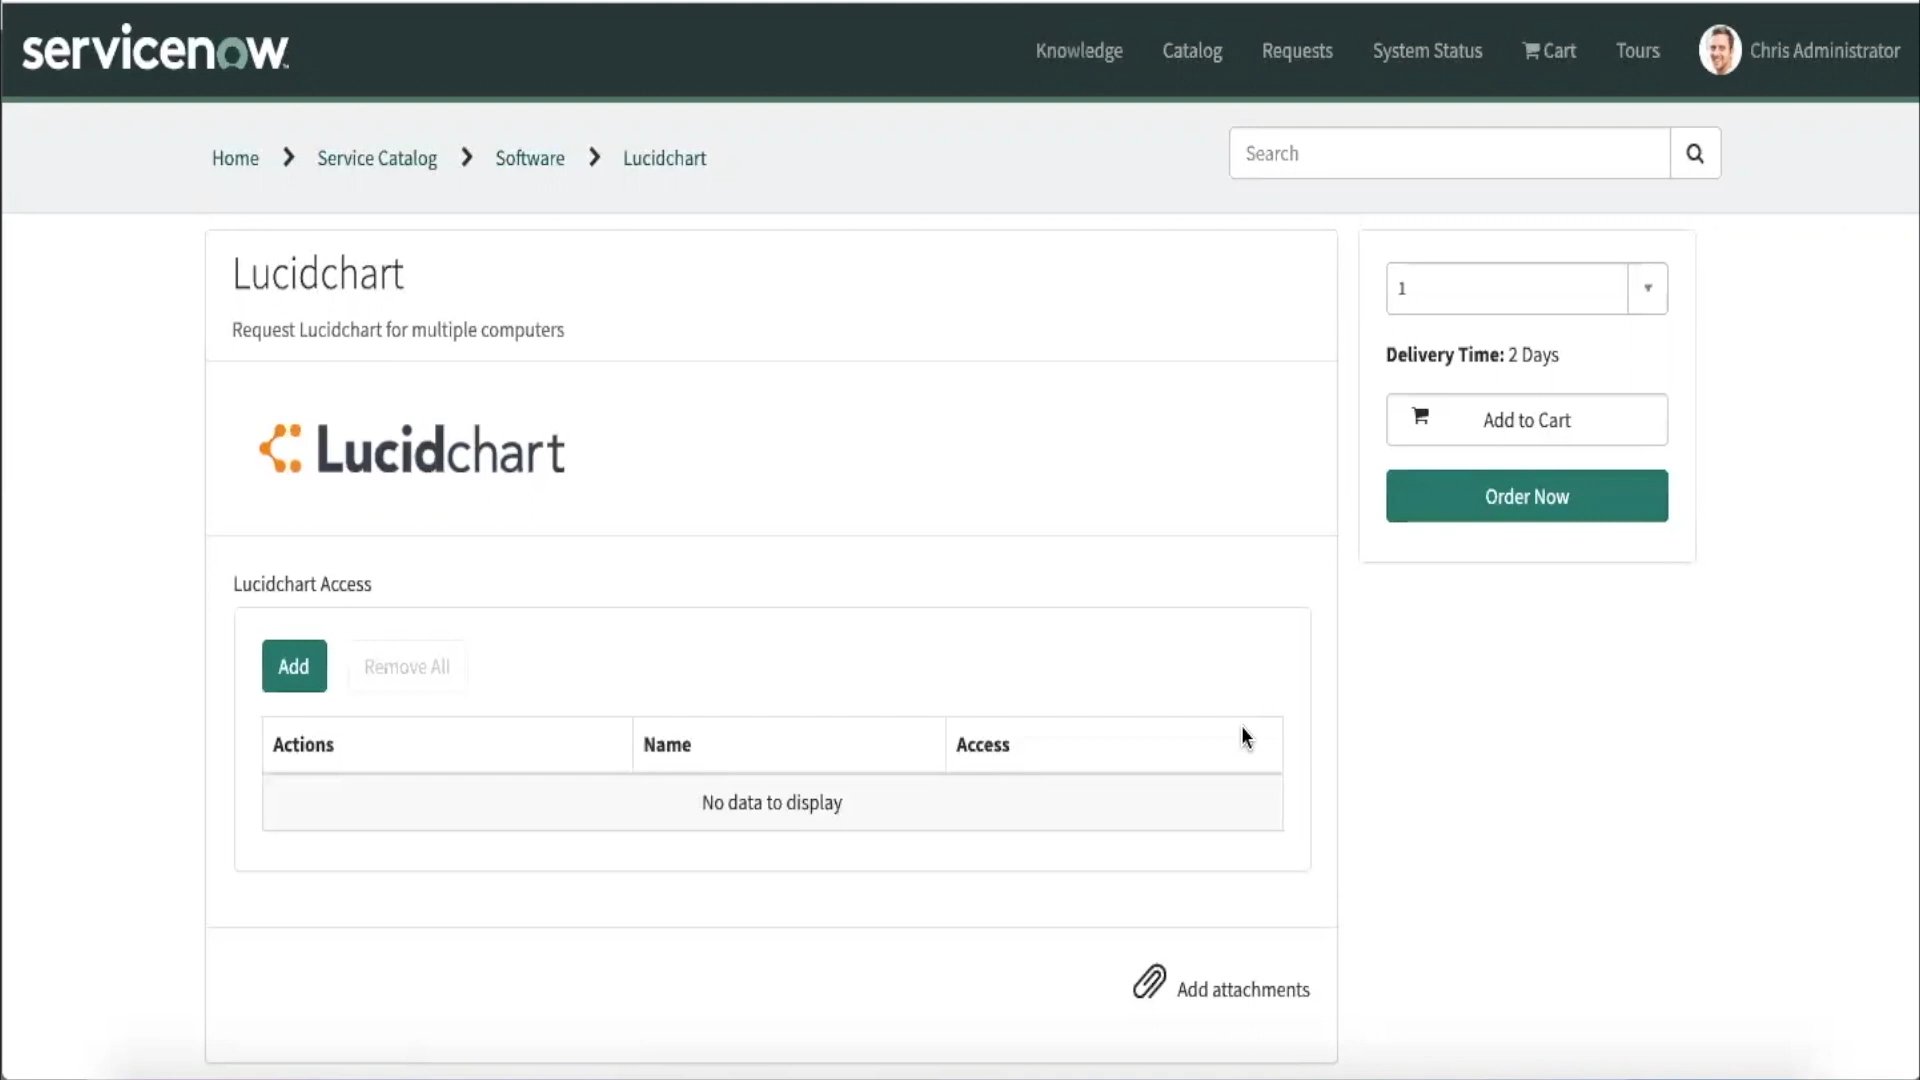 servicenow™
Knowledge Catalog Requests System Status Cart Tours Chris Administrator
Home Service Catalog Software Lucidchart
Search
Lucidchart
Request Lucidchart for multiple computers
1
Delivery Time: 2 Days
Add to Cart
Order Now
Lucidchart
Lucidchart Access
Add Remove All
Actions Name Access
No data to display
Add attachments